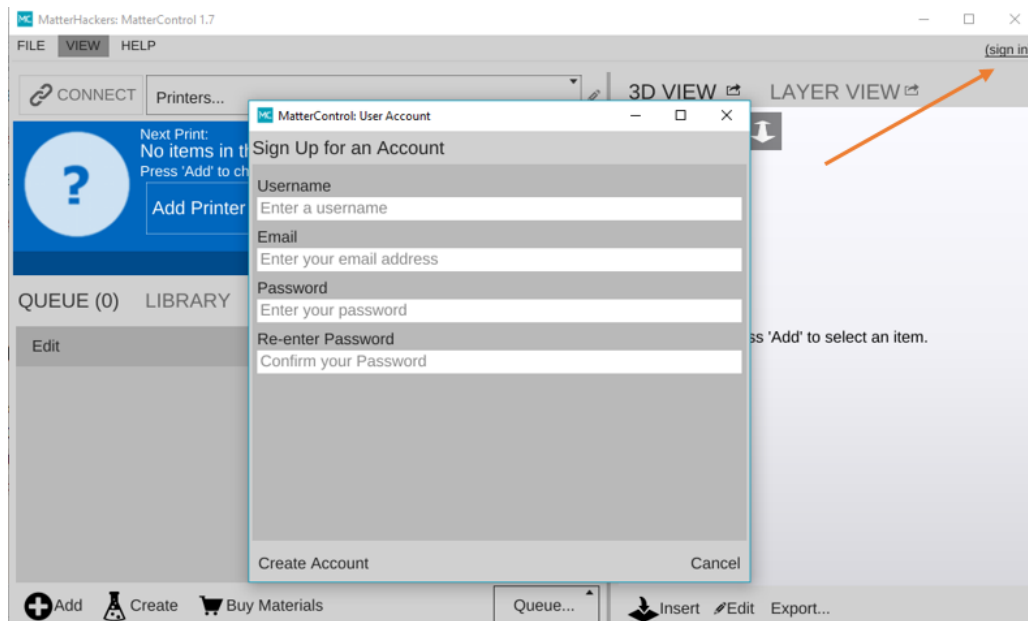 MatterHackers: MatterControl 1.7
FILE VIEW HELP
(sign in
CONNECT
Printers...
3D VIEW
LAYER VIEW
MatterControl: User Account
Next Print:
No items in th
Press 'Add' to ch
Add Printer
Sign Up for an Account
Username
Enter a username
Email
Enter your email address
Password
Enter your password
Re-enter Password
Confirm your Password
Create Account
Cancel
QUEUE (0) LIBRARY
Edit
ss 'Add' to select an item.
Add
Create
Buy Materials
Queue...
Insert
Edit
Export...